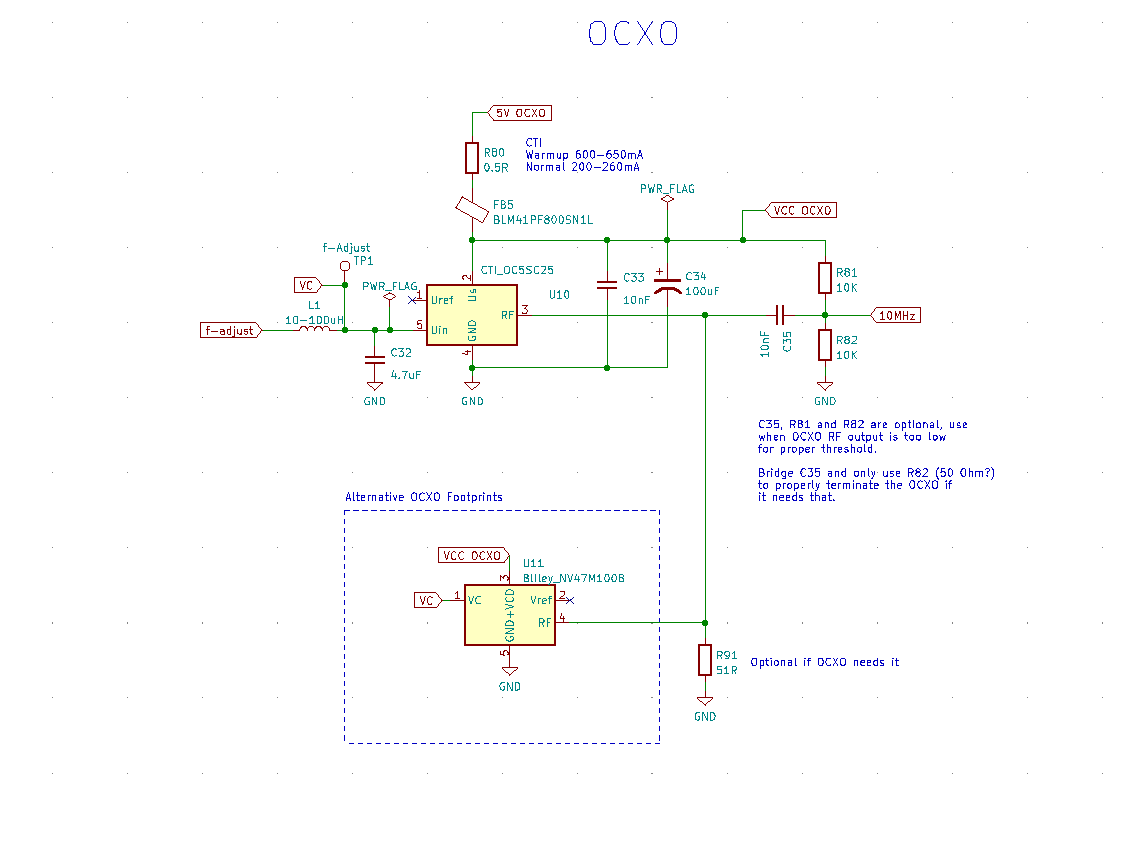 OCXO
5V OCXO
R80
0.5R
CTI
Warmup 600-650mA
Normal 200-260mA
FB5
BLM41PF800SN1L
PWR_FLAG
VCC OCXO
f-Adjust
TP1
VC
PWR_FLAG
L1
10-100uH
f-adjust
CTI_OC5SC25
U10
1
Uref
2
Us
5
Uin
GND
4
RF
3
C33
10nF
+
C34
100uF
R81
10K
10MHz
10nF
C35
R82
10K
C32
4.7uF
GND
GND
GND
C35, R81 and R82 are optional, use
when OCXO RF output is too low
for proper threshold.
Bridge C35 and only use R82 (50 Ohm?)
to properly terminate the OCXO if
it needs that.
Alternative OCXO Footprints
VCC OCXO
U11
Bliley_NV47M100B
3
VC
1
VC
GND+VCD
Vref
2
RF
4
5
GND
R91
51R
Optional if OCXO needs it
GND